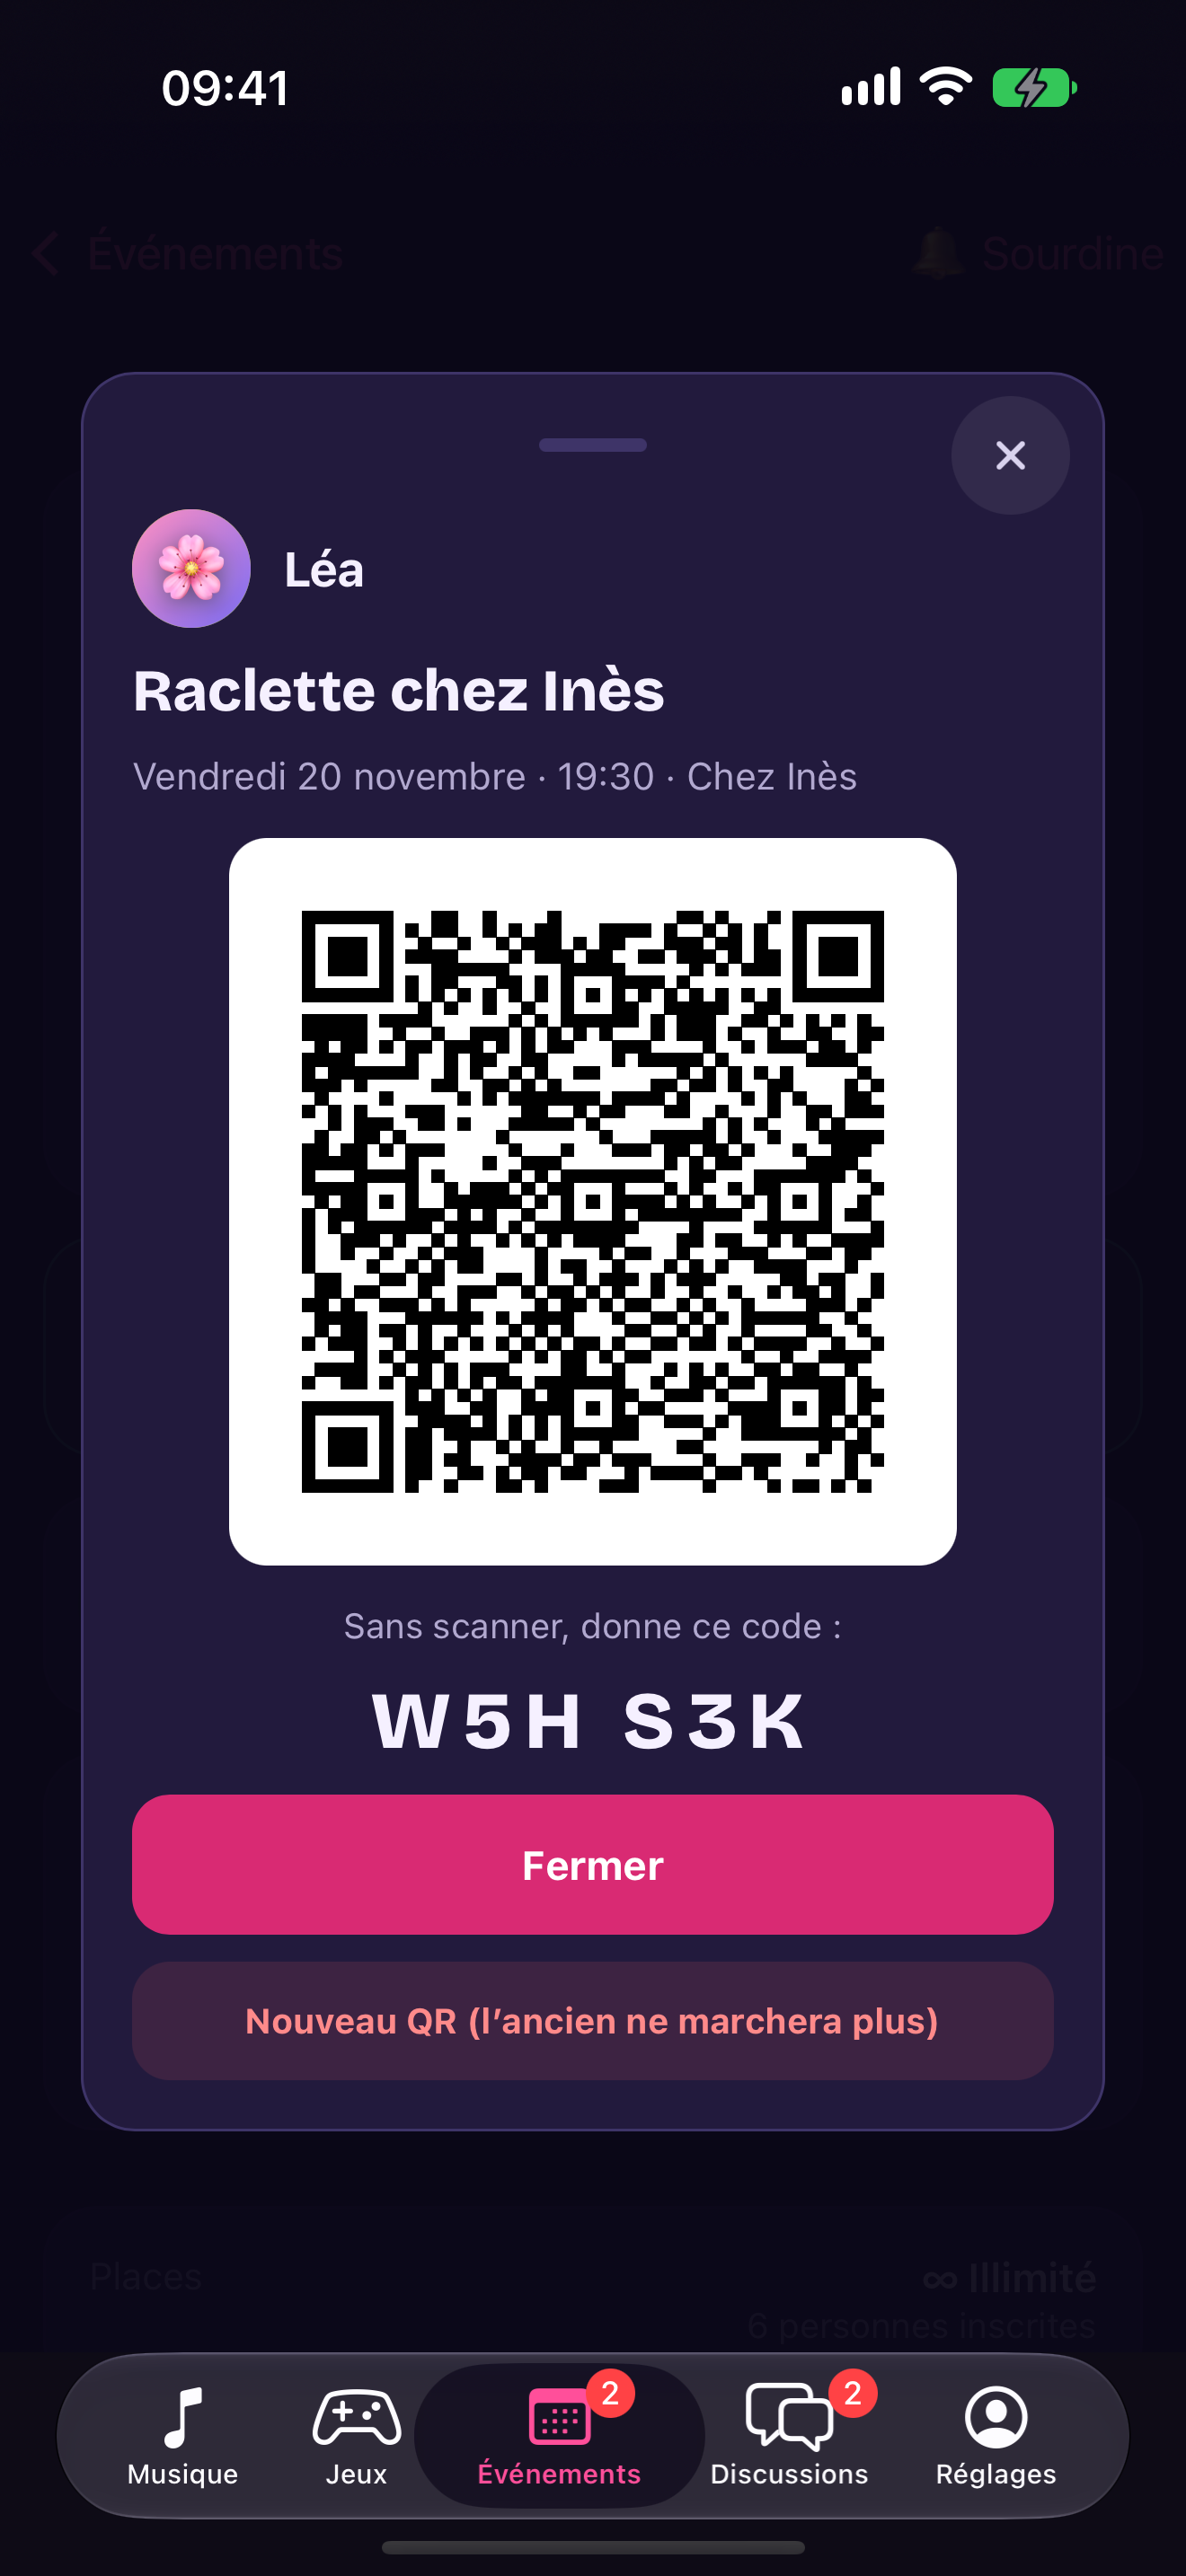 09:41
Événements
🔔 Sourdine
Léa
Raclette chez Inès
Vendredi 20 novembre · 19:30 · Chez Inès
Sans scanner, donne ce code :
W5H S3K
Fermer
Nouveau QR (l’ancien ne marchera plus)
Places
∞ Illimité
6 personnes inscrites
2
2
Musique
Jeux
Événements
Discussions
Réglages